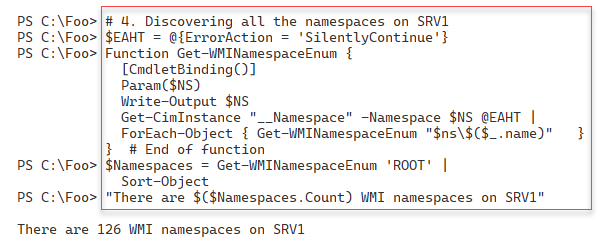 PS C:\Foo> # 4. Discovering all the namespaces on SRV1
PS C:\Foo> $EAHT = @{ErrorAction = 'SilentlyContinue'}
PS C:\Foo> Function Get-WMINamespaceEnum {
             [CmdletBinding()]
             Param($NS)
             Write-Output $NS
             Get-CimInstance "__Namespace" -Namespace $NS @EAHT |
             ForEach-Object { Get-WMINamespaceEnum "$ns\$($_.name)"   }
           }  # End of function
PS C:\Foo> $Namespaces = Get-WMINamespaceEnum 'ROOT' |
             Sort-Object
PS C:\Foo> "There are $($Namespaces.Count) WMI namespaces on SRV1"
There are 126 WMI namespaces on SRV1